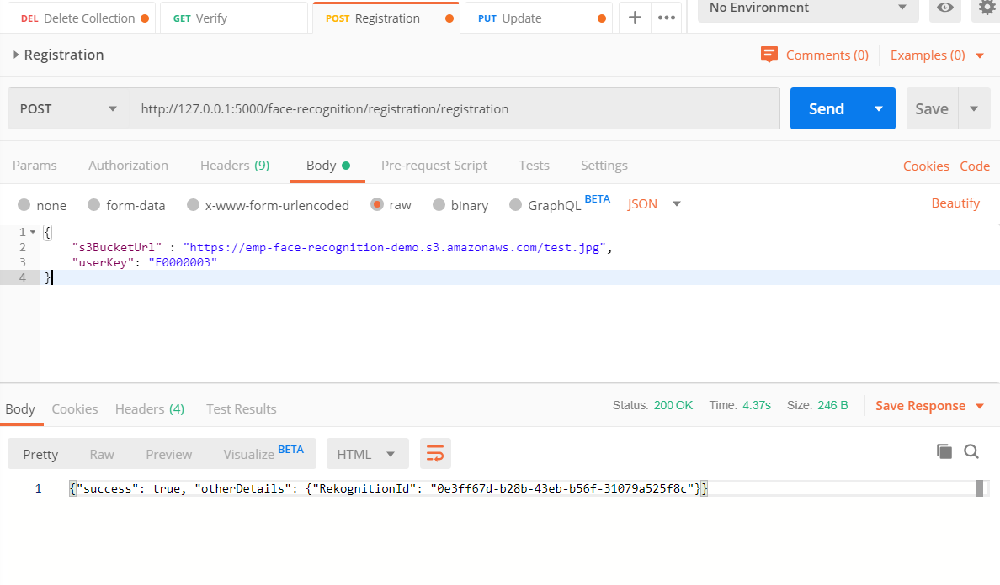 DEL Delete Collection GET Verify POST Registration PUT Update + ••• No Environment
Registration Comments (0) Examples (0)
POST http://127.0.0.1:5000/face-recognition/registration/registration Send Save
Params Authorization Headers (9) Body Pre-request Script Tests Settings Cookies Code
none form-data x-www-form-urlencoded raw binary GraphQL BETA JSON Beautify
1 {
2 "s3BucketUrl" : "https://emp-face-recognition-demo.s3.amazonaws.com/test.jpg",
3 "userKey": "E0000003"
4 }
Body Cookies Headers (4) Test Results Status: 200 OK Time: 4.37s Size: 246 B Save Response
Pretty Raw Preview Visualize BETA HTML
1 {"success": true, "otherDetails": {"RekognitionId": "0e3ff67d-b28b-43eb-b56f-31079a525f8c"}}